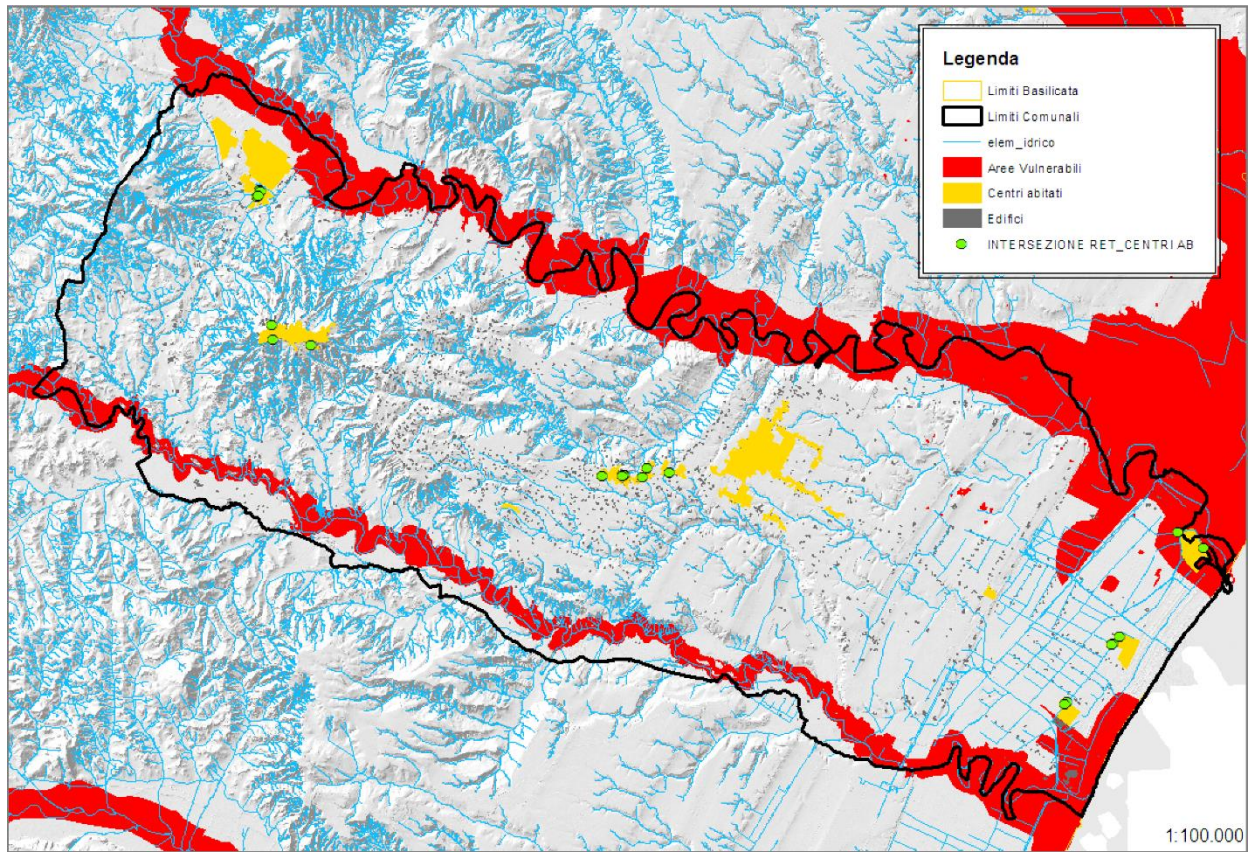 Legenda
Limiti Basilicata
Limiti Comunali
elem_idrico
Aree Vulnerabili
Centri abitati
Edifici
INTERSEZIONE RET_CENTRI AB
1:100.000